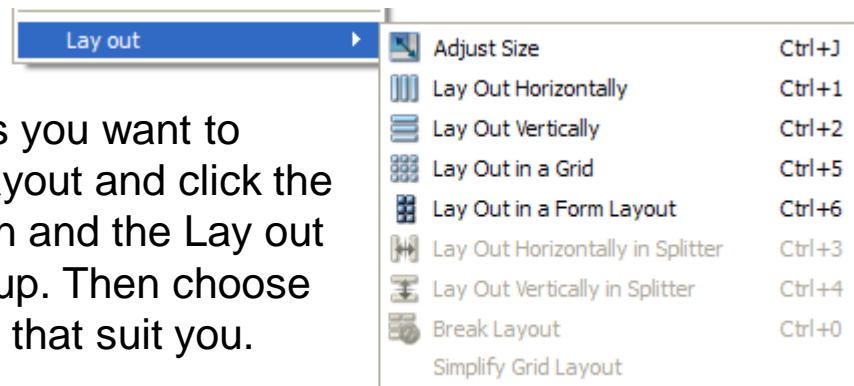 Lay out
Adjust Size Ctrl+J
Lay Out Horizontally Ctrl+1
Lay Out Vertically Ctrl+2
Lay Out in a Grid Ctrl+5
Lay Out in a Form Layout Ctrl+6
Lay Out Horizontally in Splitter Ctrl+3
Lay Out Vertically in Splitter Ctrl+4
Break Layout Ctrl+0
Simplify Grid Layout
you want to
and click the
and the Lay out
up. Then choose
that suit you.